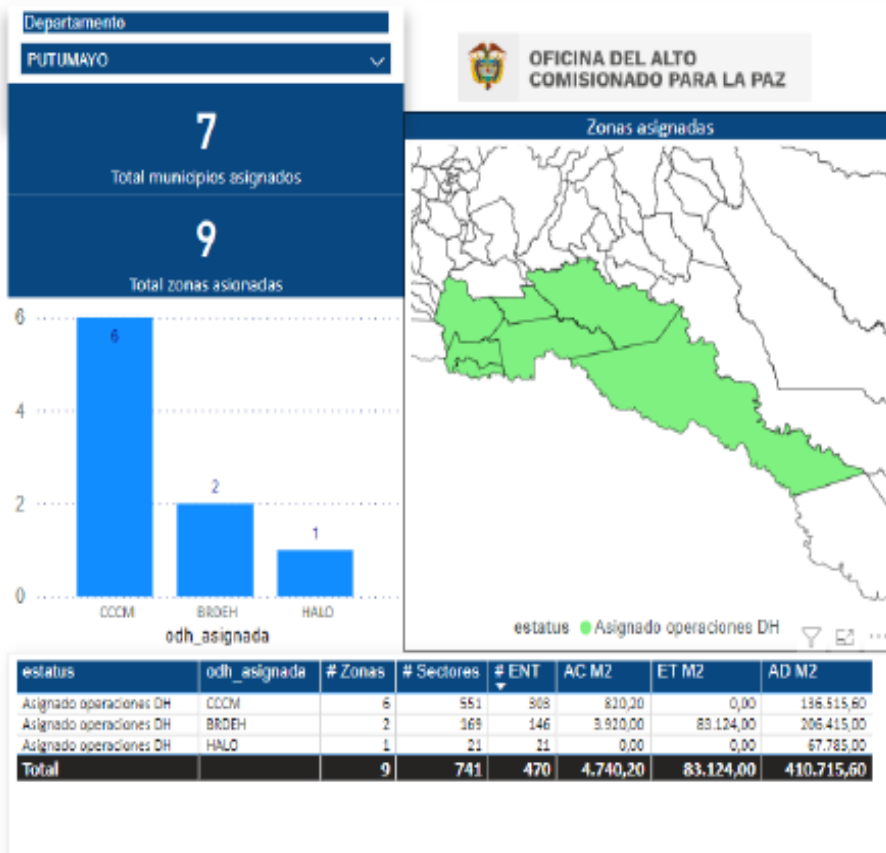 Departamento
PUTUMAYO
OFICINA DEL ALTO
COMISIONADO PARA LA PAZ
7
Total municipios asignados
9
Total zonas asignadas
Zonas asignadas
6
4
2
0
6
2
1
CCCM BRDEH HALO
odh_asignada
estatus Asignado operaciones DH
estatus odh_asignada # Zonas # Sectores # ENT AC M2 ET M2 AD M2
Asignado operaciones DH CCCM 6 551 303 820,20 0,00 136.515,60
Asignado operaciones DH BRDEH 2 169 146 3.920,00 83.124,00 206.415,00
Asignado operaciones DH HALO 1 21 21 0,00 0,00 67.785,00
Total 9 741 470 4.740,20 83.124,00 410.715,60